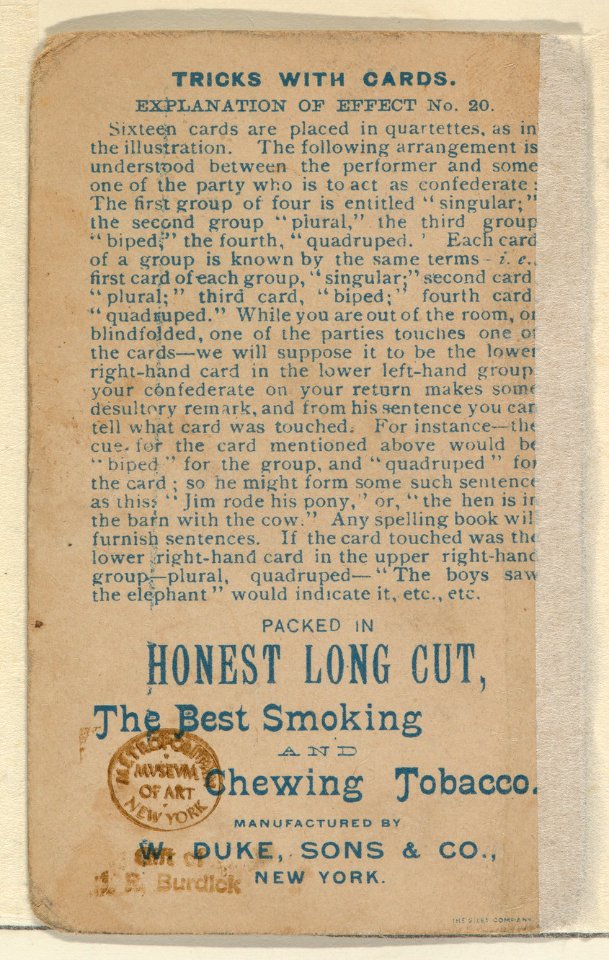 TRICKS WITH CARDS.
EXPLANATION OF EFFECT No. 20.
Sixteen cards are placed in quartettes, as in
the illustration. The following arrangement is
understood between the performer and some
one of the party who is to act as confederate:
The first group of four is entitled "singular;"
the second group "plural," the third group
"biped;" the fourth, "quadruped.' Each card
of a group is known by the same terms - i. e.,
first card of each group, "singular;" second card
"plural;" third card, "biped;" fourth card
"quadruped." While you are out of the room, or
blindfolded, one of the parties touches one of
the cards—we will suppose it to be the lower
right-hand card in the lower left-hand group
your confederate on your return makes some
desultory remark, and from his sentence you can
tell what card was touched. For instance—the
cue for the card mentioned above would be
"biped" for the group, and "quadruped" for
the card; so he might form some such sentence
as this: "Jim rode his pony,' or, "the hen is in
the barn with the cow." Any spelling book will
furnish sentences. If the card touched was the
lower right-hand card in the upper right-hand
group—plural, quadruped—"The boys saw
the elephant" would indicate it, etc., etc.
PACKED IN
HONEST LONG CUT,
The Best Smoking
AND
Chewing Tobacco.
METROPOLITAN
MVSEVM
OF ART
NEW YORK
MANUFACTURED BY
W. DUKE, SONS & CO.,
NEW YORK.
Gift of
J. R. Burdick
THE GILES COMPANY